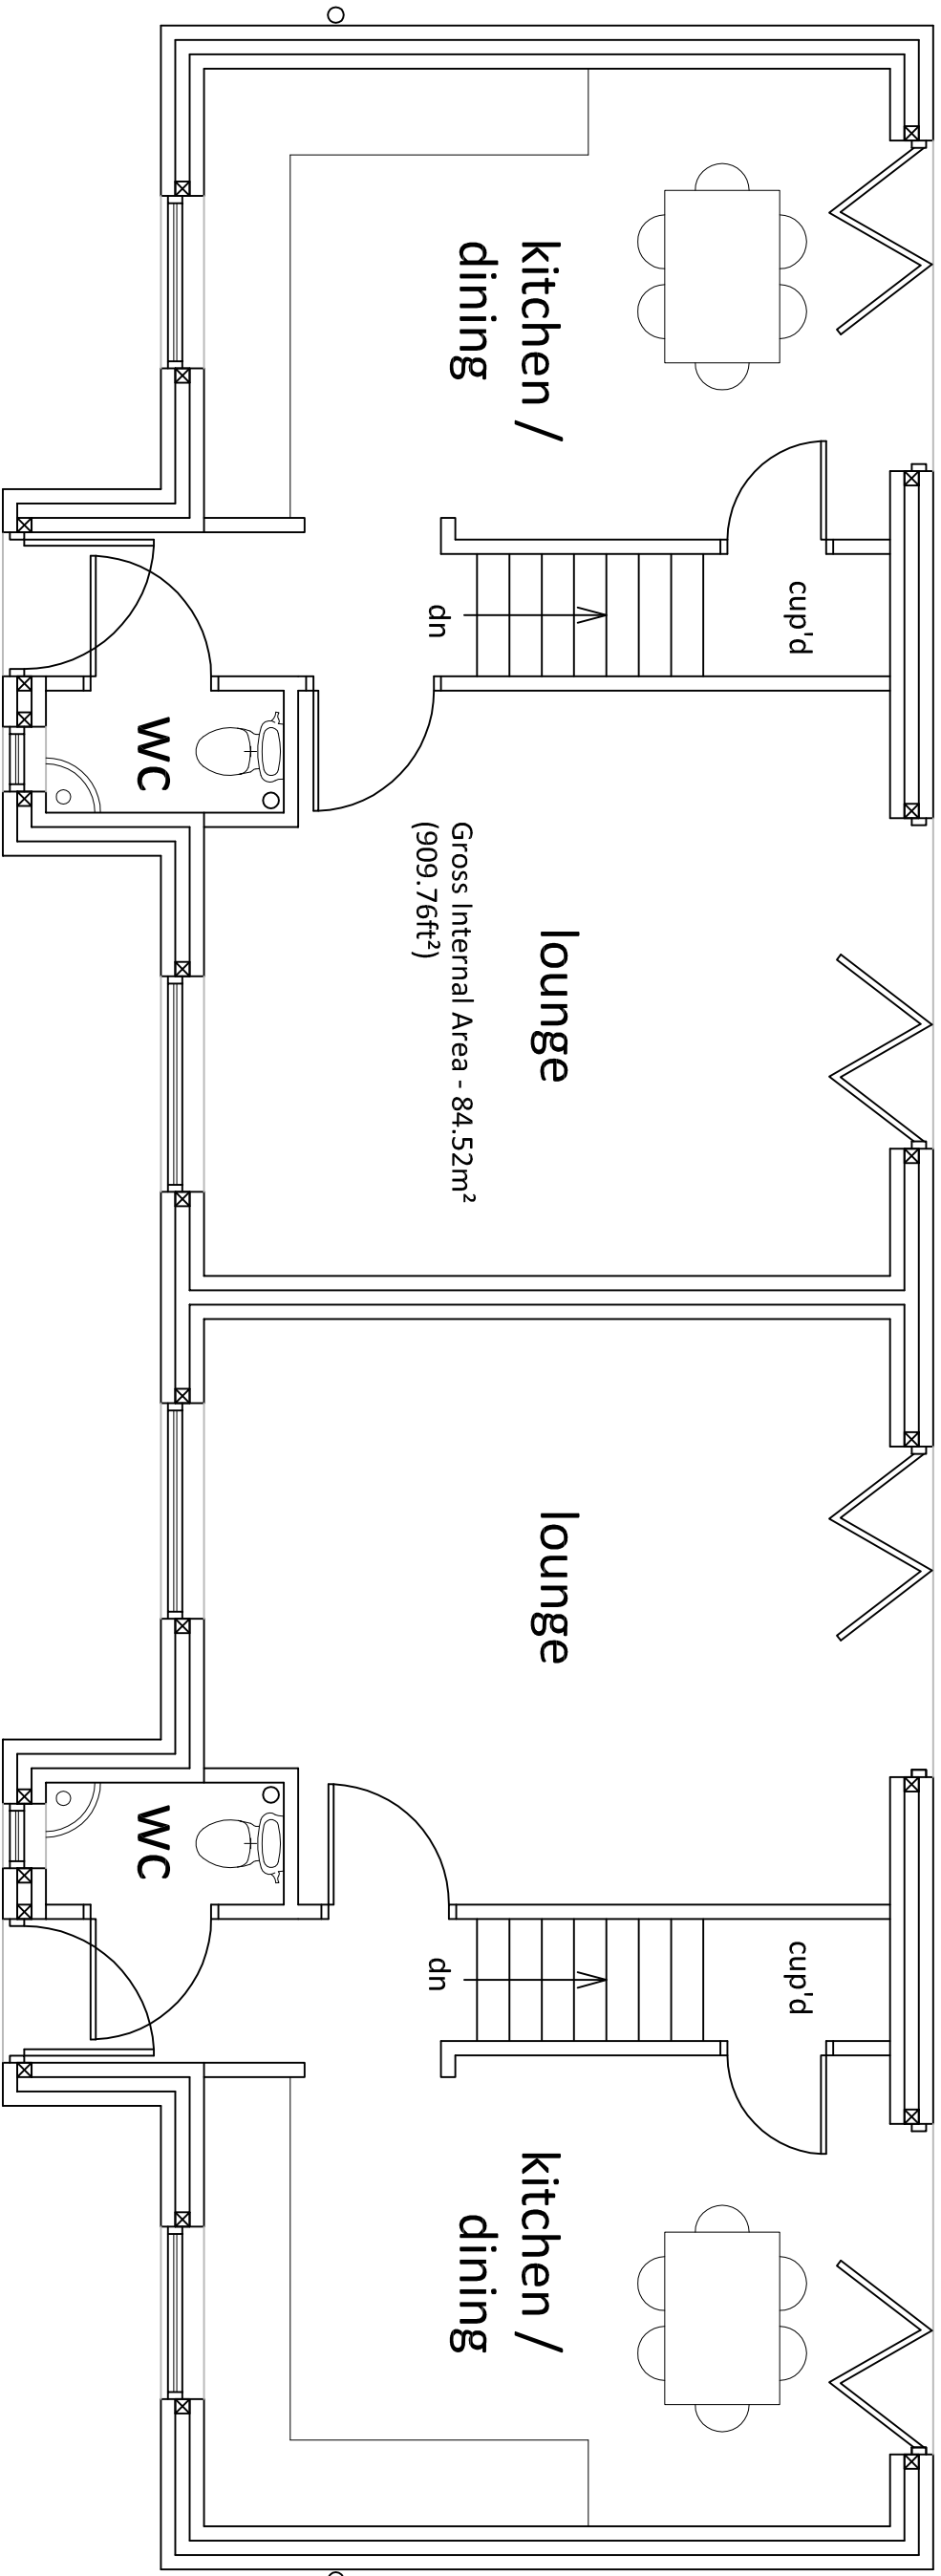 kitchen /
dining
cup'd
dn
WC
lounge
Gross Internal Area - 84.52m²
(909.76ft²)
lounge
WC
cup'd
dn
kitchen /
dining